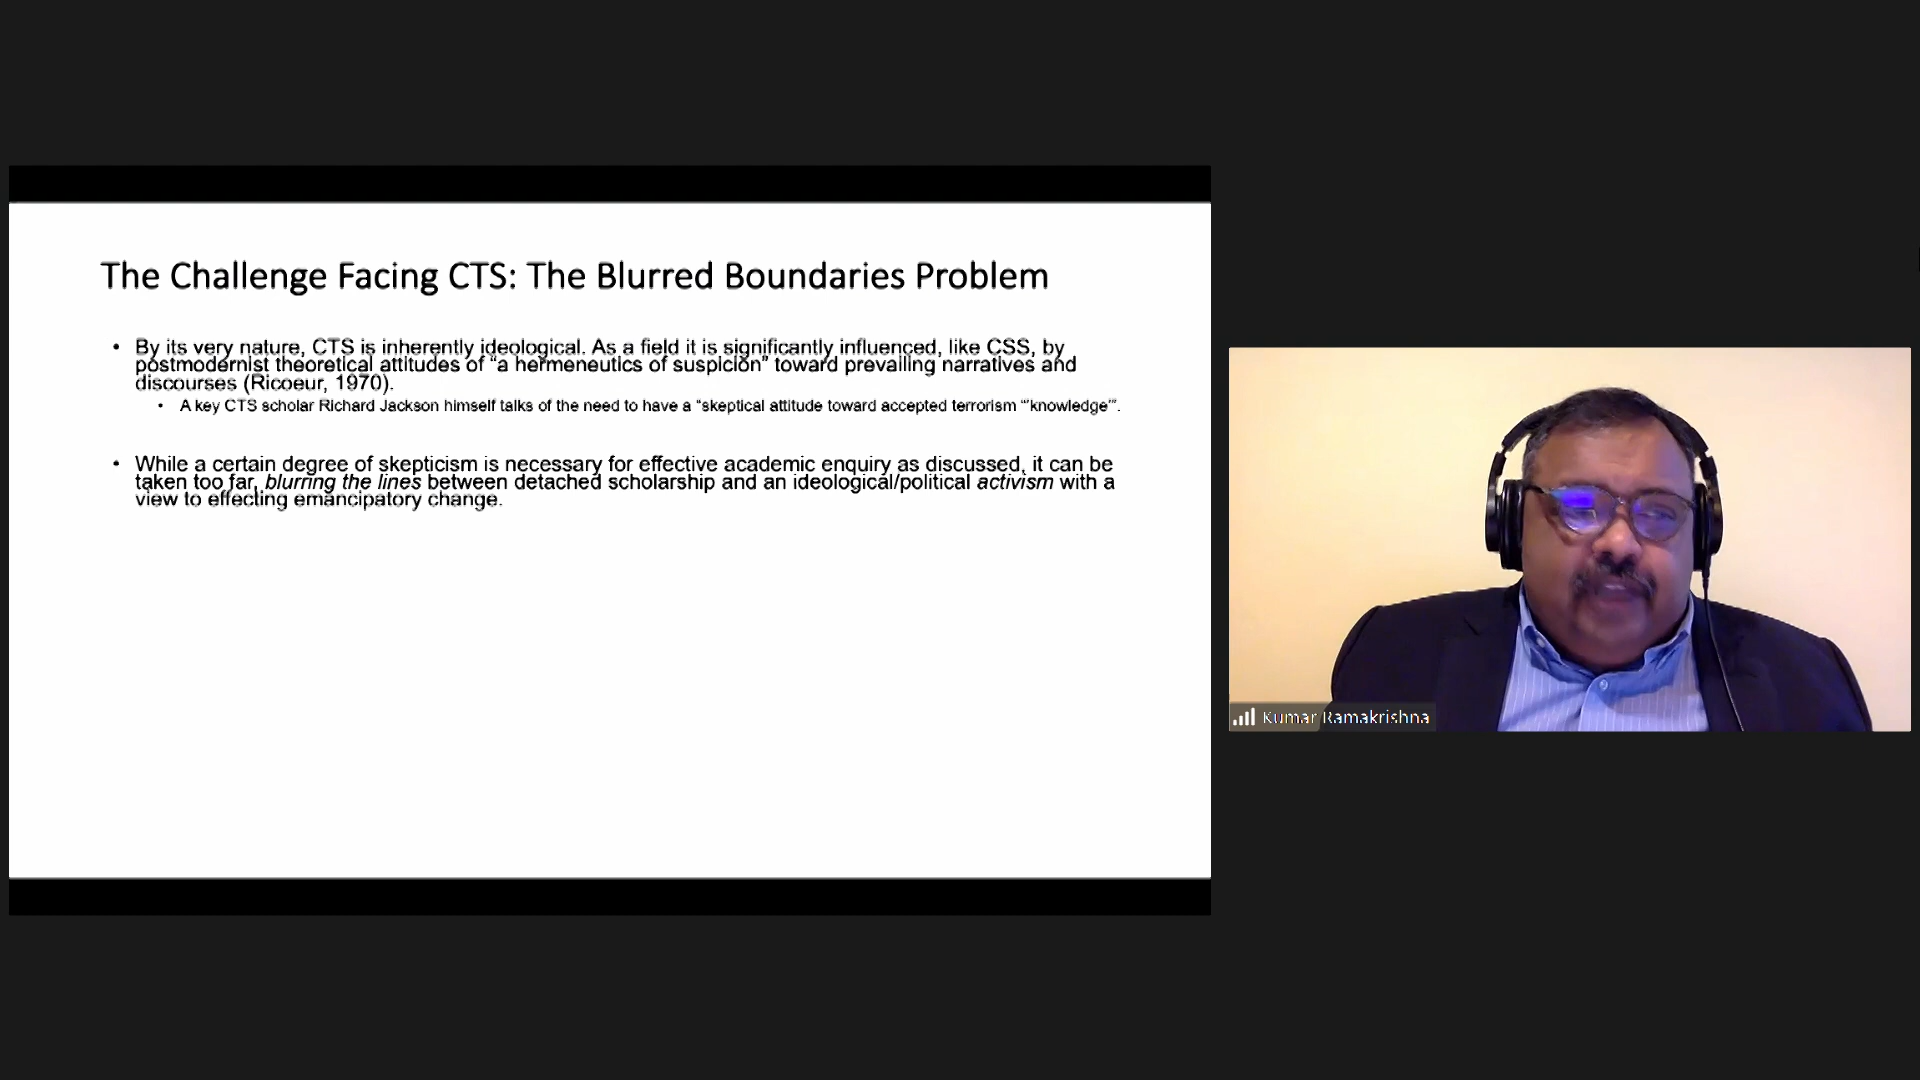 The Challenge Facing CTS: The Blurred Boundaries Problem
• By its very nature, CTS is inherently ideological. As a field it is significantly influenced, like CSS, by
postmodernist theoretical attitudes of “a hermeneutics of suspicion” toward prevailing narratives and
discourses (Ricoeur, 1970).
• A key CTS scholar Richard Jackson himself talks of the need to have a “skeptical attitude toward accepted terrorism “’knowledge’”.
• While a certain degree of skepticism is necessary for effective academic enquiry as discussed, it can be
taken too far, blurring the lines between detached scholarship and an ideological/political activism with a
view to effecting emancipatory change.
Kumar Ramakrishna